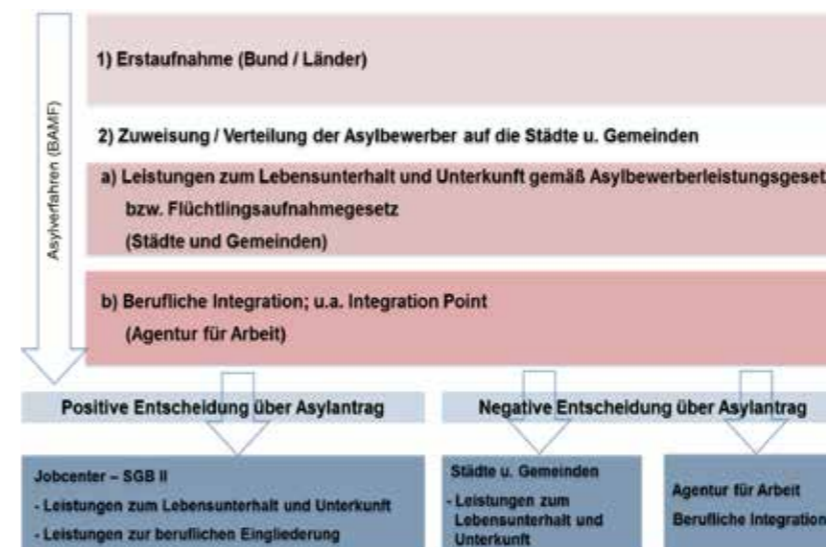 Asylverfahren (BAMF)
1) Erstaufnahme (Bund / Länder)
2) Zuweisung / Verteilung der Asylbewerber auf die Städte u. Gemeinden
a) Leistungen zum Lebensunterhalt und Unterkunft gemäß Asylbewerberleistungsgeset
bzw. Flüchtlingsaufnahmegesetz
(Städte und Gemeinden)
b) Berufliche Integration; u.a. Integration Point
(Agentur für Arbeit)
Positive Entscheidung über Asylantrag
Negative Entscheidung über Asylantrag
Jobcenter – SGB II
- Leistungen zum Lebensunterhalt und Unterkunft
- Leistungen zur beruflichen Eingliederung
Städte u. Gemeinden
- Leistungen zum
Lebensunterhalt und
Unterkunft
Agentur für Arbeit
Berufliche Integration